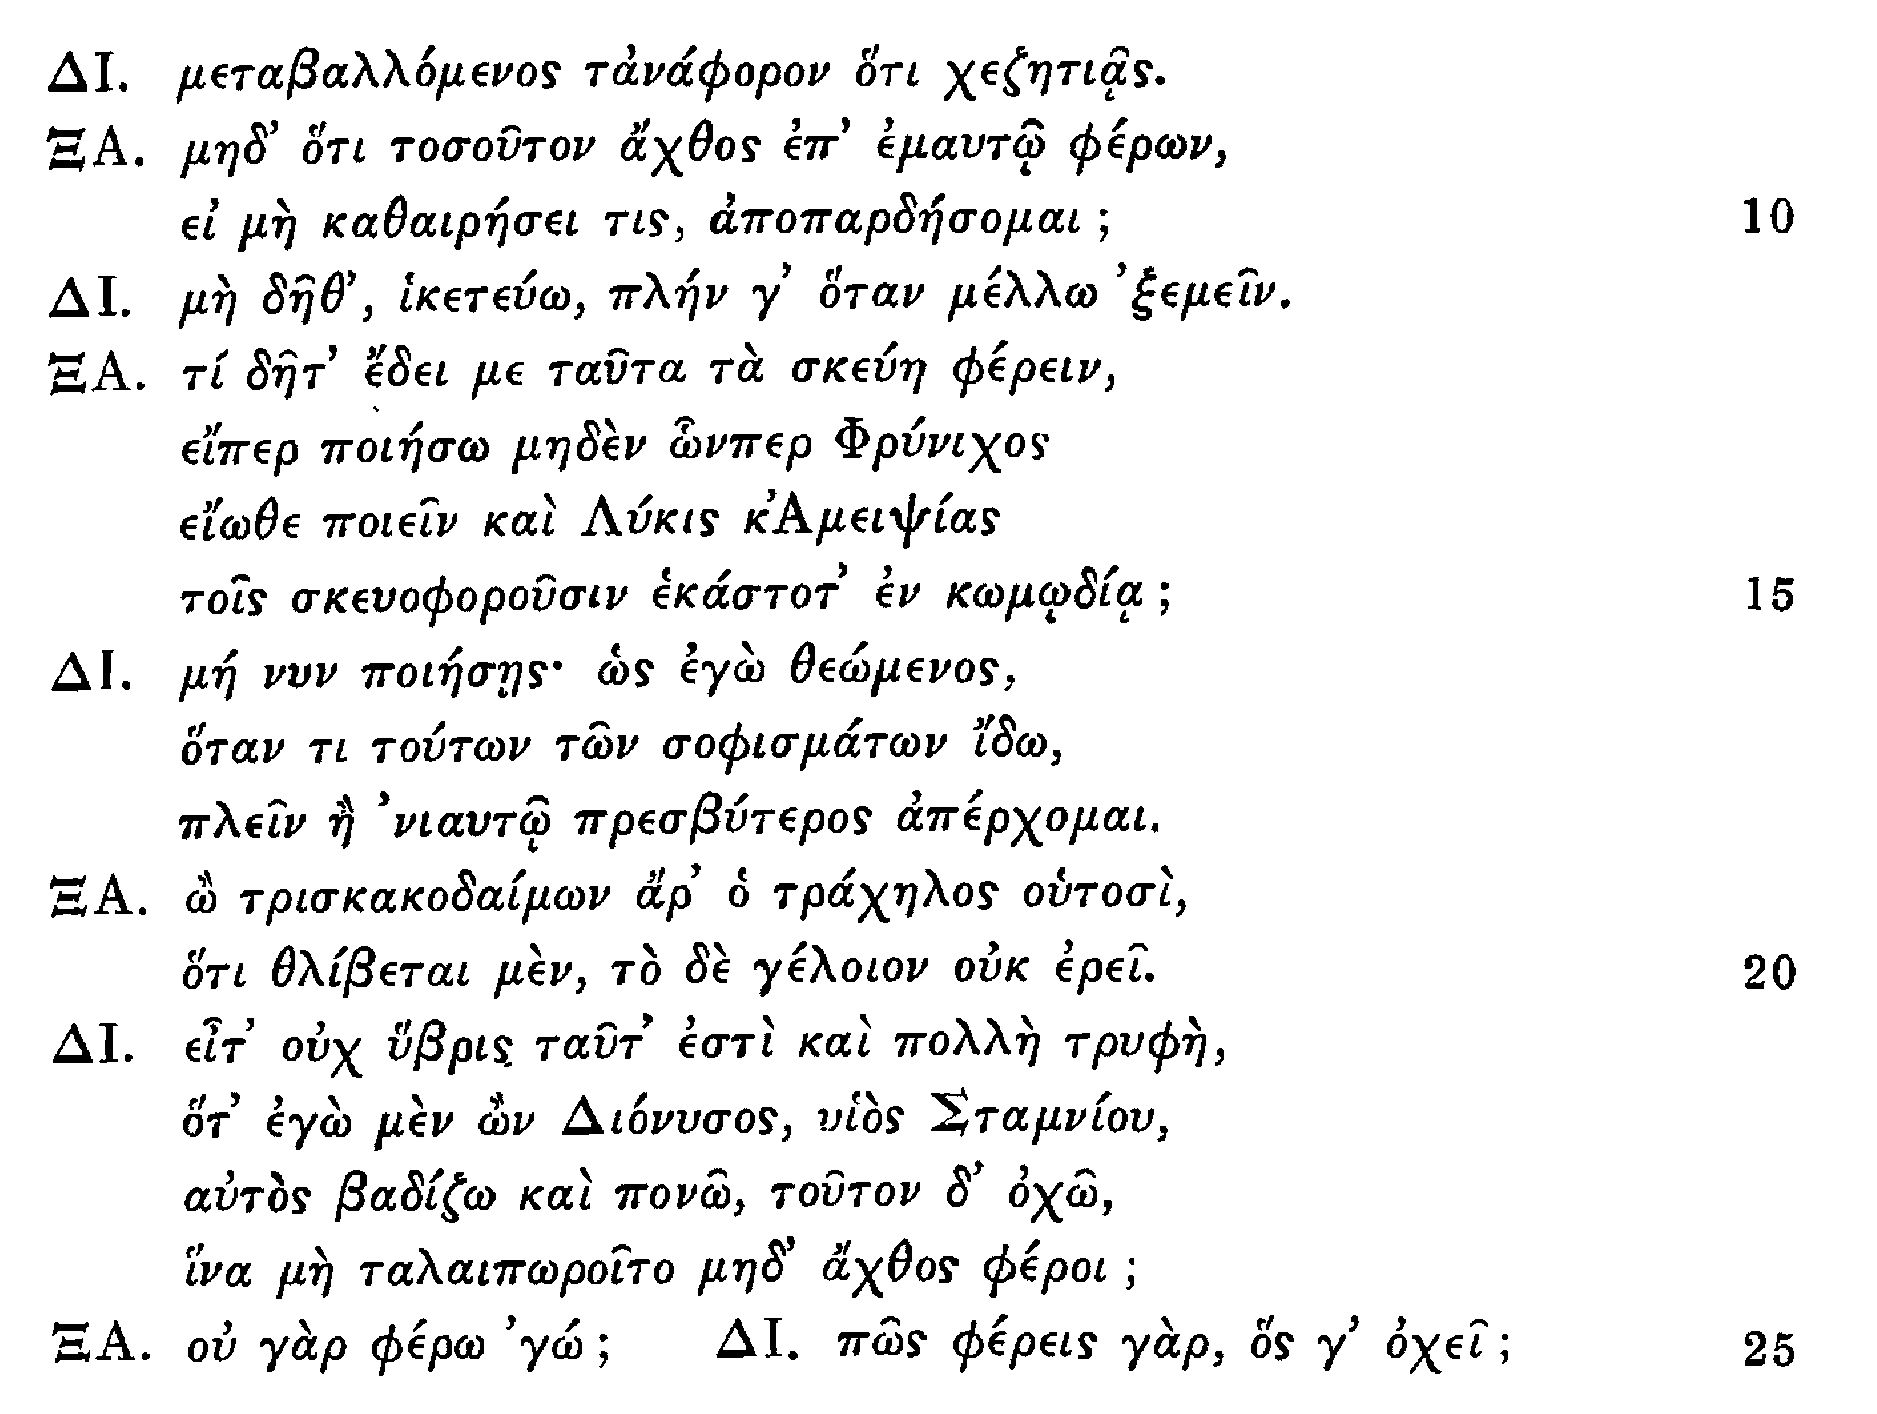 ΔΙ. μεταβαλλόμενος τἀνάφορον ὅτι χεζητιᾷς.
ΞΑ. μηδ’ ὅτι τοσοῦτον ἄχθος ἐπ’ ἐμαυτῷ φέρων,
εἰ μὴ καθαιρήσει τις, ἀποπαρδήσομαι ; 10
ΔΙ. μὴ δῆθ’, ἱκετεύω, πλήν γ’ ὅταν μέλλω ’ξεμεῖν.
ΞΑ. τί δῆτ’ ἔδει με ταῦτα τὰ σκεύη φέρειν,
εἴπερ ποιήσω μηδὲν ὧνπερ Φρύνιχος
εἴωθε ποιεῖν καὶ Λύκις κ’Αμειψίας
τοῖς σκευοφοροῦσιν ἑκάστοτ’ ἐν κωμῳδίᾳ ; 15
ΔΙ. μή νυν ποιήσῃς· ὡς ἐγὼ θεώμενος,
ὅταν τι τούτων τῶν σοφισμάτων ἴδω,
πλεῖν ἢ ’νιαυτῷ πρεσβύτερος ἀπέρχομαι.
ΞΑ. ὢ τρισκακοδαίμων ἄρ’ ὁ τράχηλος οὑτοσὶ,
ὅτι θλίβεται μὲν, τὸ δὲ γέλοιον οὐκ ἐρεῖ. 20
ΔΙ. εἶτ’ οὐχ ὕβρις ταῦτ’ ἐστὶ καὶ πολλὴ τρυφὴ,
ὅτ’ ἐγὼ μὲν ὢν Διόνυσος, υἱὸς Σταμνίου,
αὐτὸς βαδίζω καὶ πονῶ, τοῦτον δ’ ὀχῶ,
ἵνα μὴ ταλαιπωροῖτο μηδ’ ἄχθος φέροι ;
ΞΑ. οὐ γὰρ φέρω ’γώ ; ΔΙ. πῶς φέρεις γὰρ, ὅς γ’ ὀχεῖ ; 25